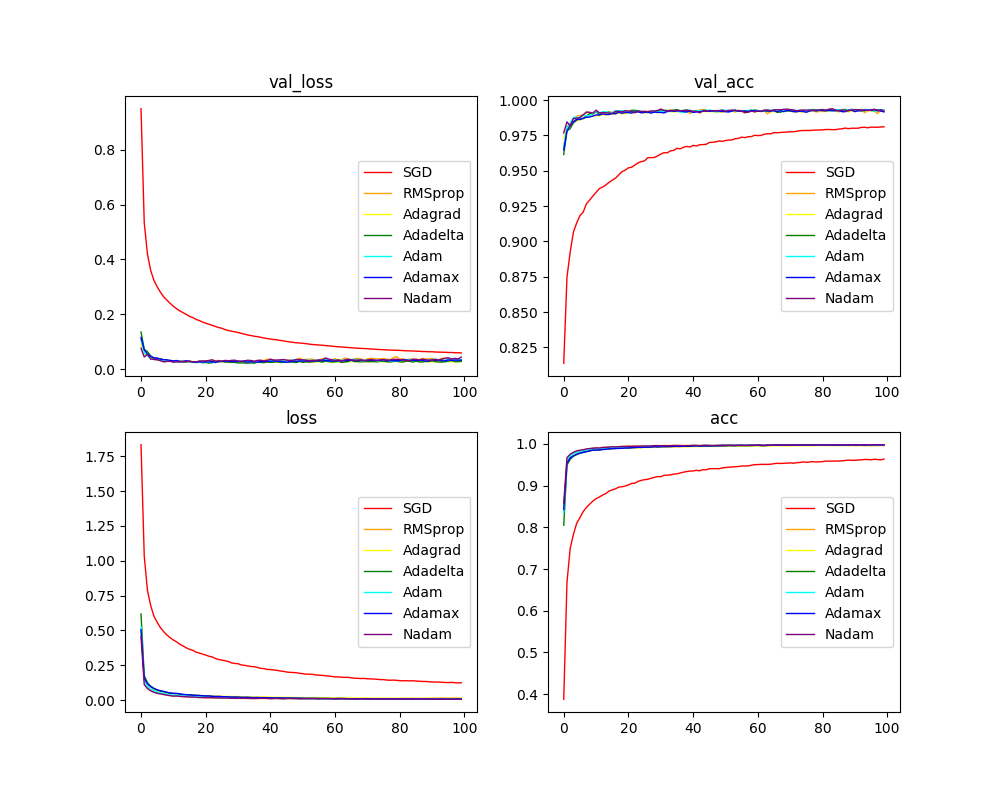 val_loss
0.8
0.6
0.4
0.2
0.0
0 20 40 60 80 100
SGD
RMSprop
Adagrad
Adadelta
Adam
Adamax
Nadam
val_acc
1.000
0.975
0.950
0.925
0.900
0.875
0.850
0.825
0 20 40 60 80 100
SGD
RMSprop
Adagrad
Adadelta
Adam
Adamax
Nadam
loss
1.75
1.50
1.25
1.00
0.75
0.50
0.25
0.00
0 20 40 60 80 100
SGD
RMSprop
Adagrad
Adadelta
Adam
Adamax
Nadam
acc
1.0
0.9
0.8
0.7
0.6
0.5
0.4
0 20 40 60 80 100
SGD
RMSprop
Adagrad
Adadelta
Adam
Adamax
Nadam